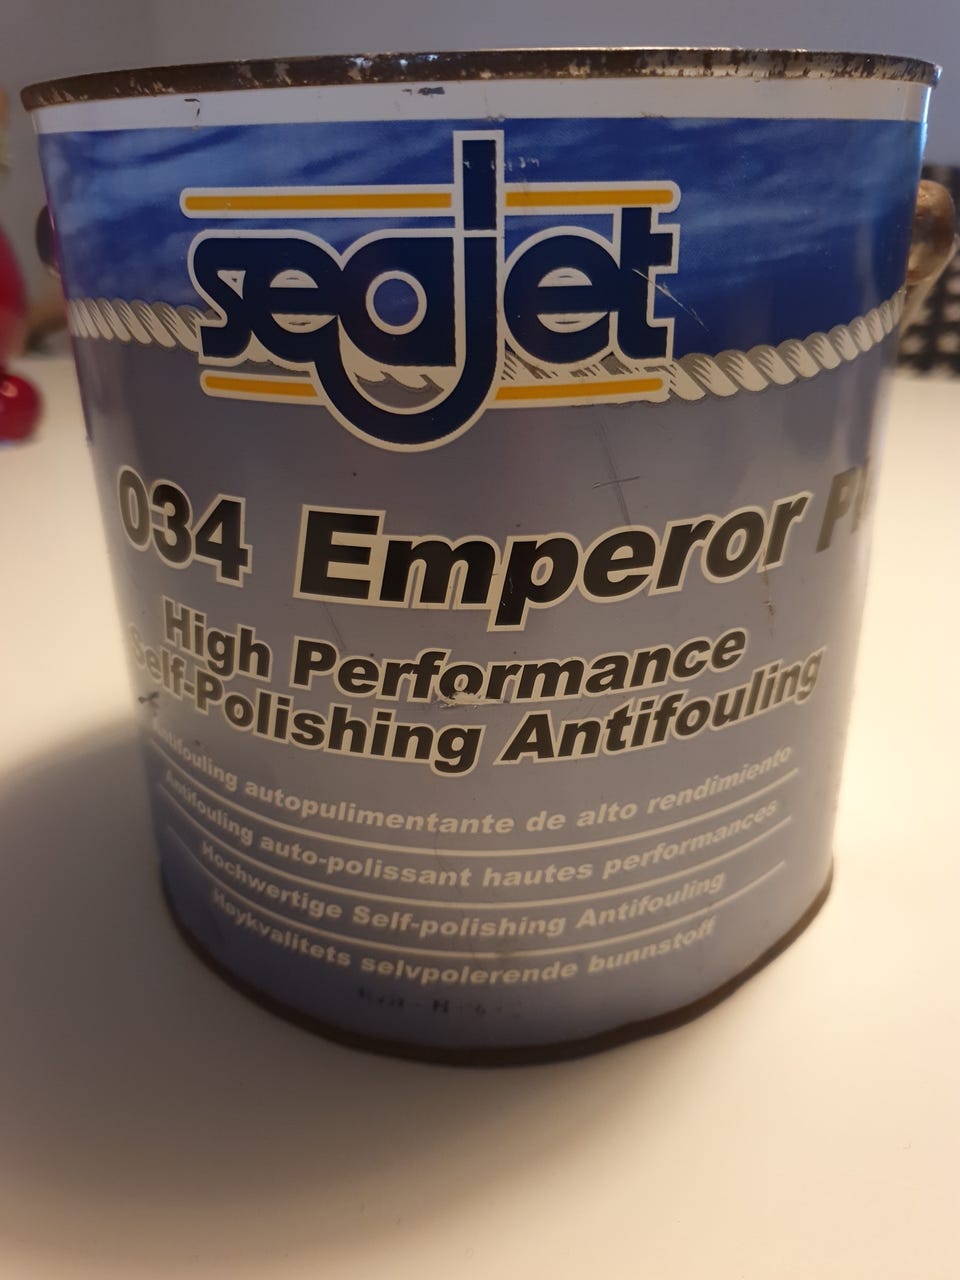 seajet
034 Emperor
High Performance
Self-Polishing Antifouling
Antifouling autopulimentante de alto rendimiento
Antifouling auto-polissant hautes performances
Hochwertige Self-polishing Antifouling
Høykvalitets selvpolerende bunnstoff